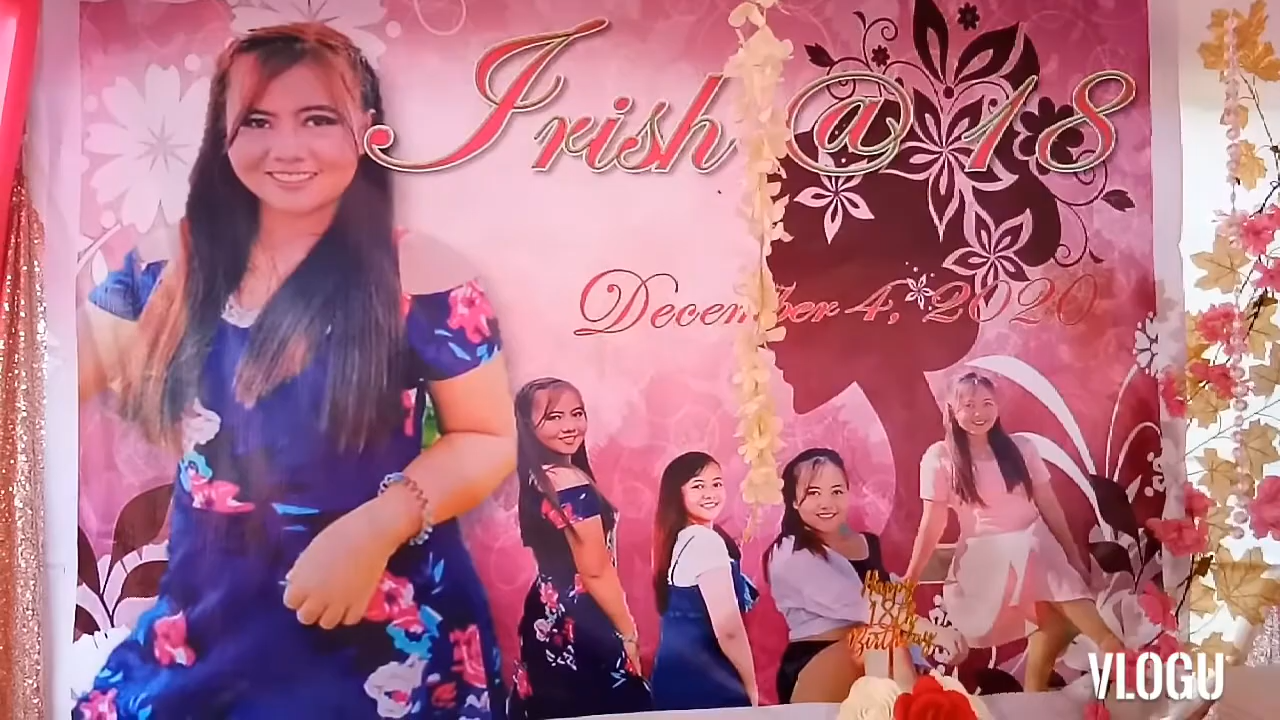 Irish @ 18
December 4, 2020
Happy
18th
Birthday
VLOGU